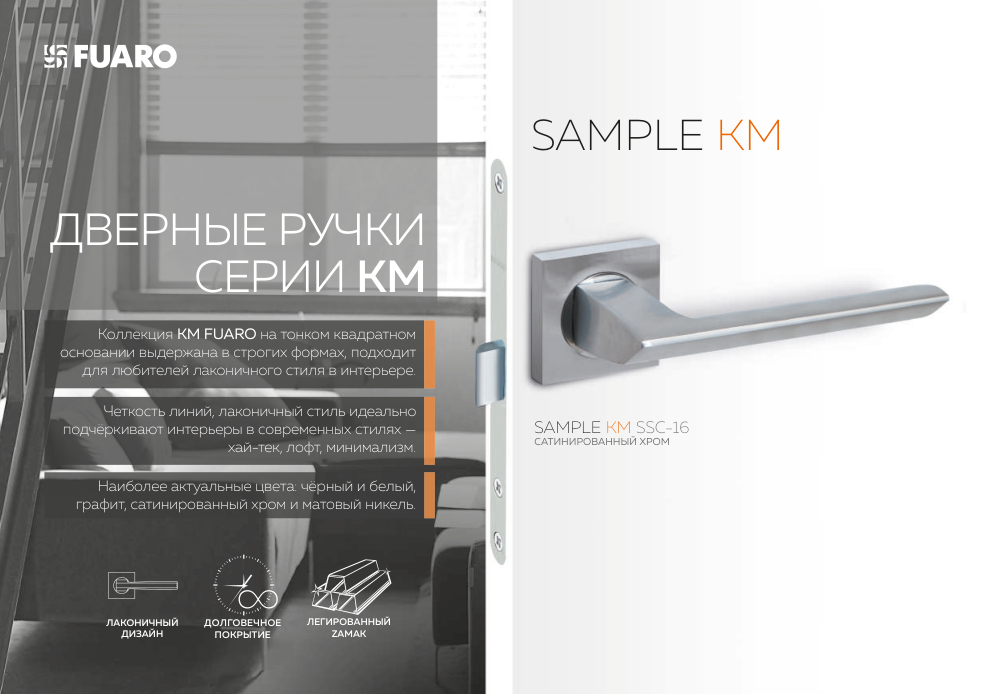 FUARO
ДВЕРНЫЕ РУЧКИ
СЕРИИ КМ
Коллекция КМ FUARO на тонком квадратном
основании выдержана в строгих формах, подходит
для любителей лаконичного стиля в интерьере.
Четкость линий, лаконичный стиль идеально
подчёркивают интерьеры в современных стилях —
хай-тек, лофт, минимализм.
Наиболее актуальные цвета: чёрный и белый,
графит, сатинированный хром и матовый никель.
ЛАКОНИЧНЫЙ
ДИЗАЙН
ДОЛГОВЕЧНОЕ
ПОКРЫТИЕ
ЛЕГИРОВАННЫЙ
ZAMAK
SAMPLE KM
SAMPLE KM SSC-16
САТИНИРОВАННЫЙ ХРОМ